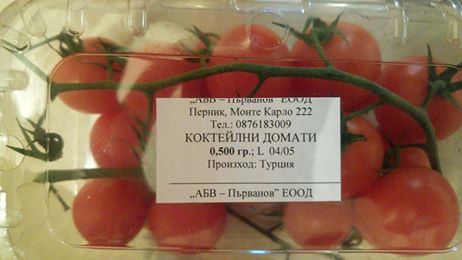 „АБВ – Първанов" ЕООД
Перник, Монте Карло 222
Тел.: 0876183009
КОКТЕЙЛНИ ДОМАТИ
0,500 гр.; L 04/05
Произход: Турция
„АБВ – Първанов" ЕООД